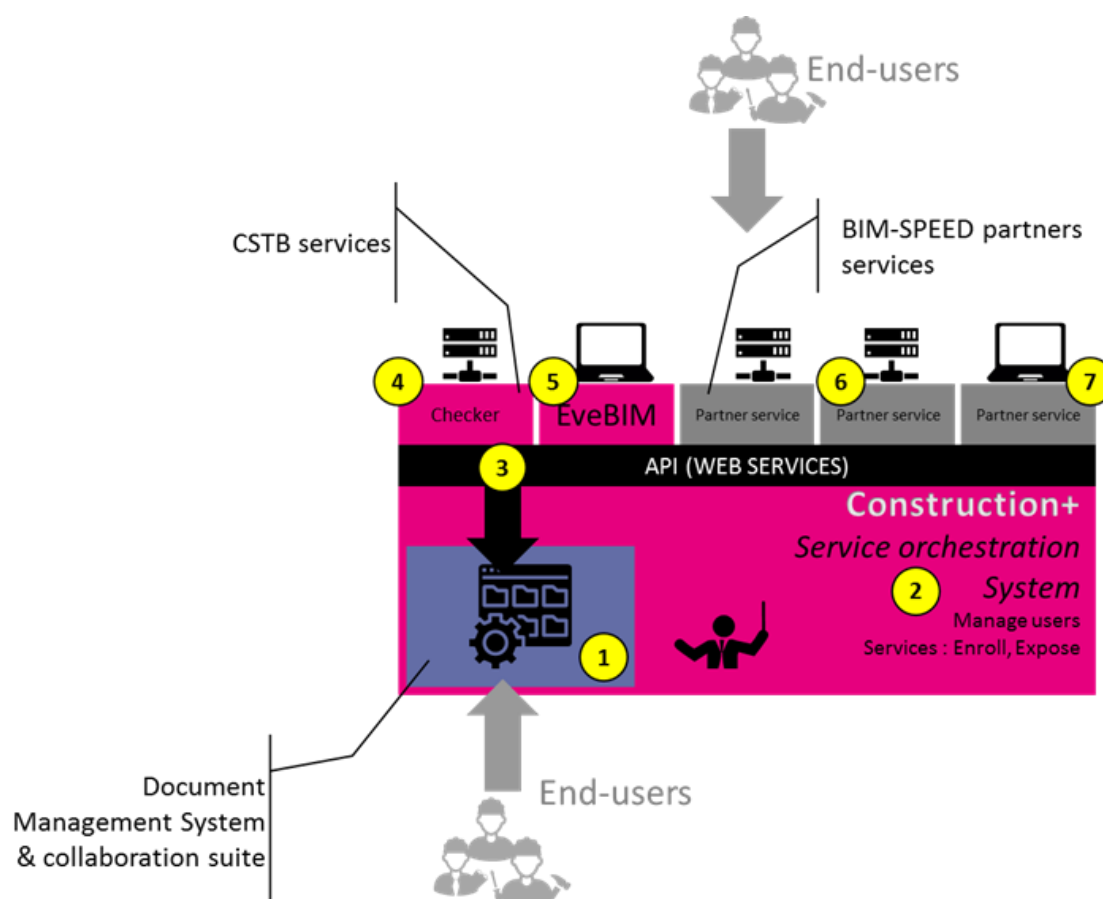 End-users
CSTB services
BIM-SPEED partners
services
4
5
6
7
Checker
EveBIM
Partner service
Partner service
Partner service
3
API (WEB SERVICES)
Construction+
Service orchestration
System
2
Manage users
Services : Enroll, Expose
1
Document
Management System
& collaboration suite
End-users